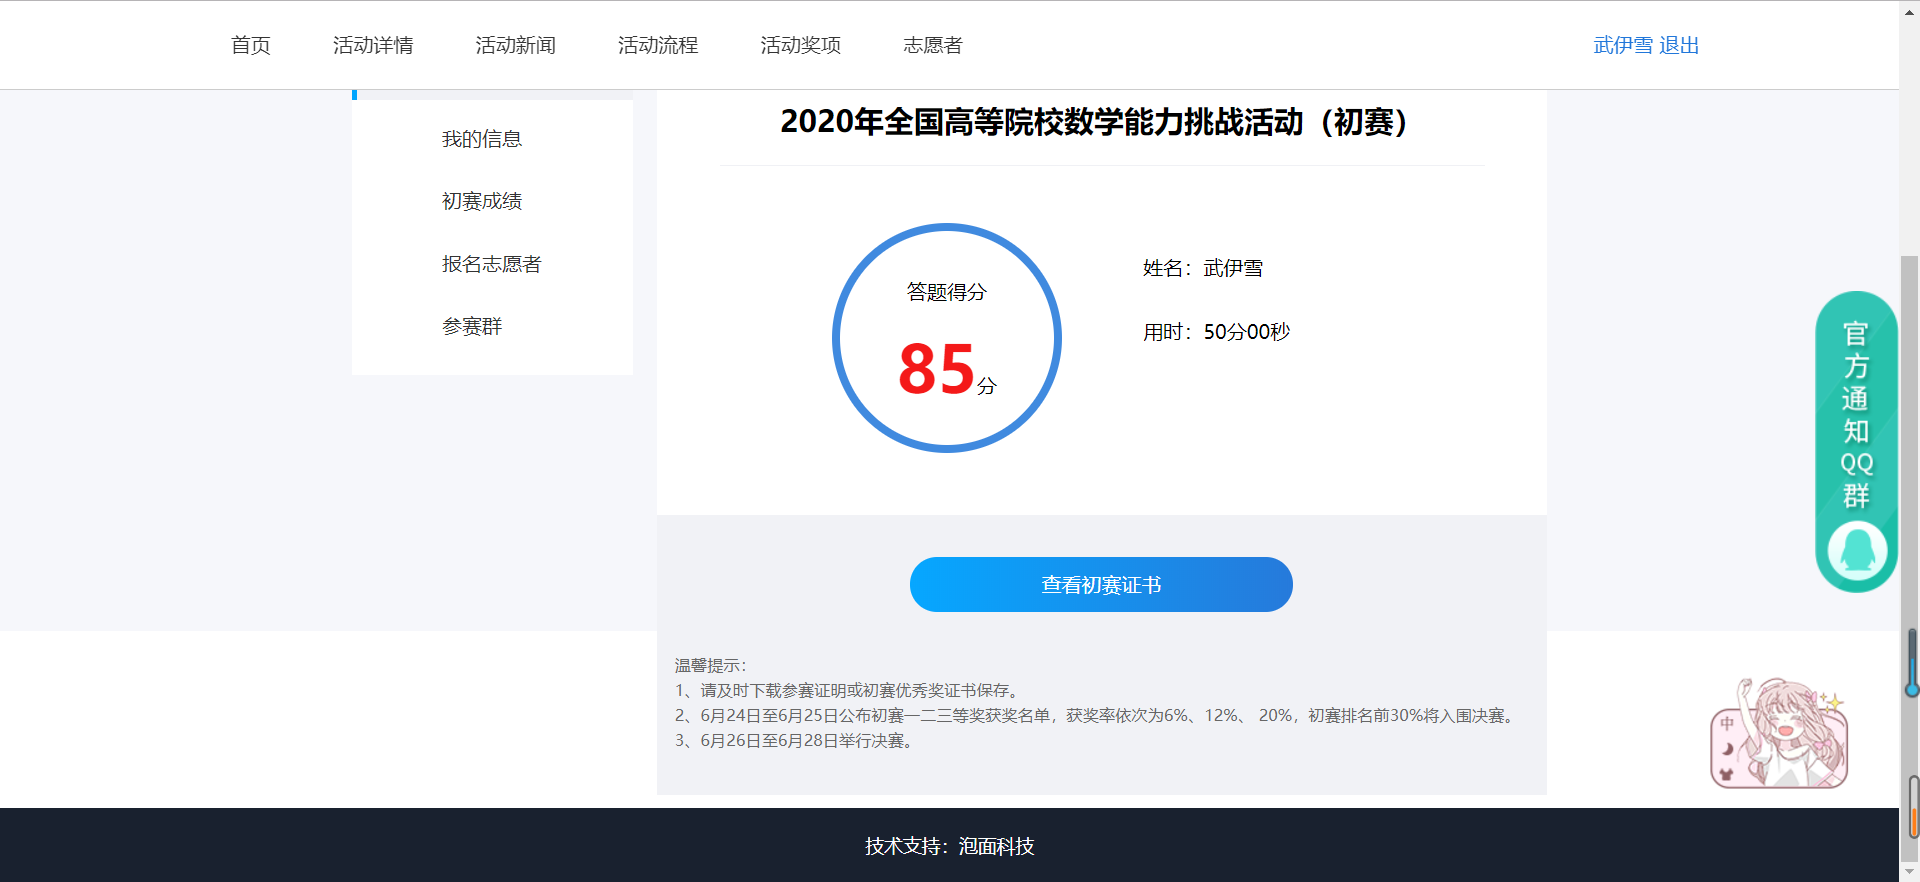 首页 活动详情 活动新闻 活动流程 活动奖项 志愿者 武伊雪 退出
我的信息
初赛成绩
报名志愿者
参赛群
2020年全国高等院校数学能力挑战活动（初赛）
答题得分
85分
姓名：武伊雪
用时：50分00秒
查看初赛证书
温馨提示：
1、请及时下载参赛证明或初赛优秀奖证书保存。
2、6月24日至6月25日公布初赛一二三等奖获奖名单，获奖率依次为6%、12%、 20%，初赛排名前30%将入围决赛。
3、6月26日至6月28日举行决赛。
官方通知QQ群
中
技术支持：泡面科技